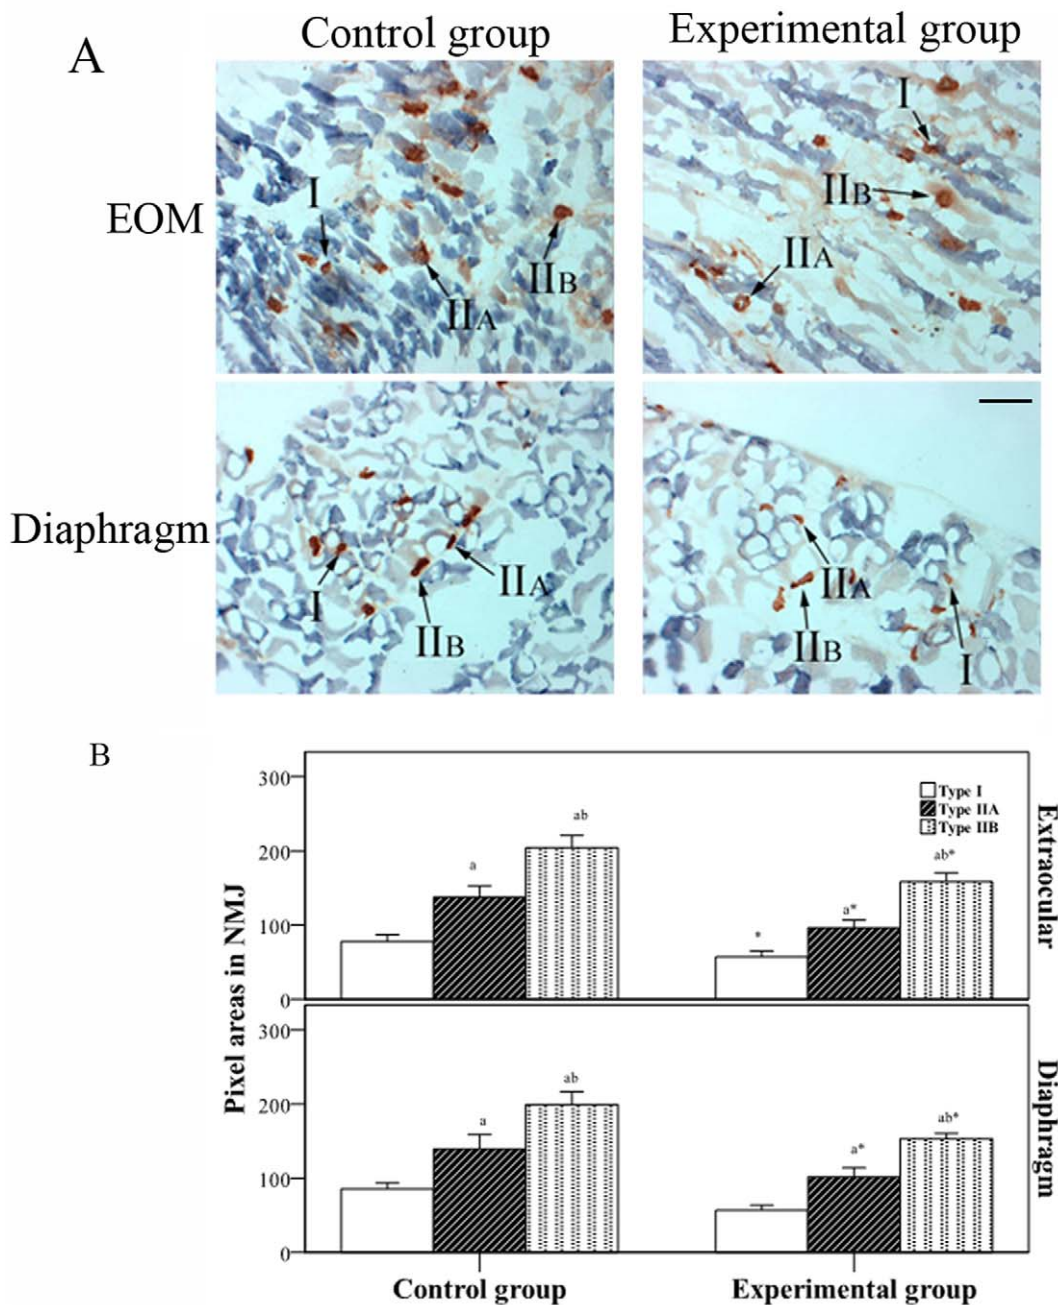 A
Control group
Experimental group
EOM
I
IIA
IIB
I
IIB
IIA
Diaphragm
I
IIB
IIA
IIA
IIB
I
B
Pixel areas in NMJ
300
200
100
0
a
ab
*
a*
ab*
Type I
Type IIA
Type IIB
Extraocular
300
200
100
0
a
ab
a*
ab*
Diaphragm
Control group
Experimental group